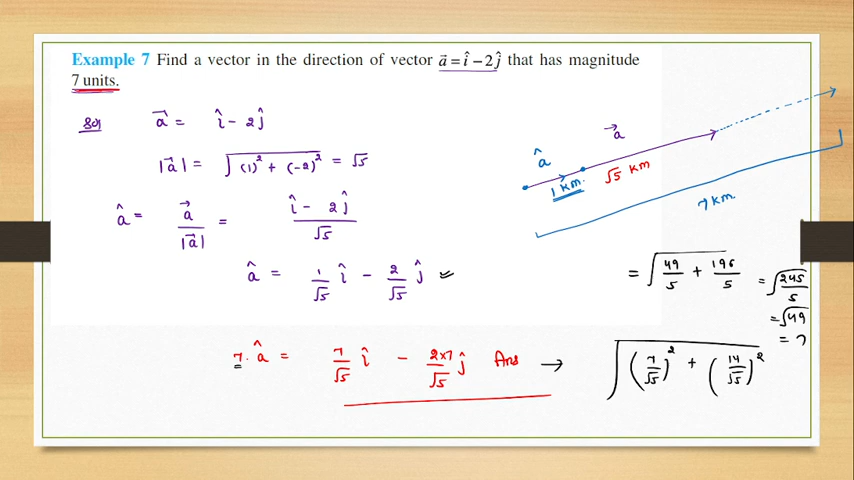 Example 7 Find a vector in the direction of vector a⃗ = î − 2ĵ that has magnitude
7 units.
Sol a⃗ = î − 2ĵ
|a⃗| = √((1)² + (-2)²) = √5
â = a⃗/|a⃗| = (î − 2ĵ)/√5
â = 1/√5 î − 2/√5 ĵ
7. â = 7/√5 î − 2×7/√5 ĵ Ans →
â
a⃗
1 km.
√5 km
7 km.
= √(49/5 + 196/5)
= √(245/5)
= √49
= 7
√((7/√5)² + (14/√5)²)